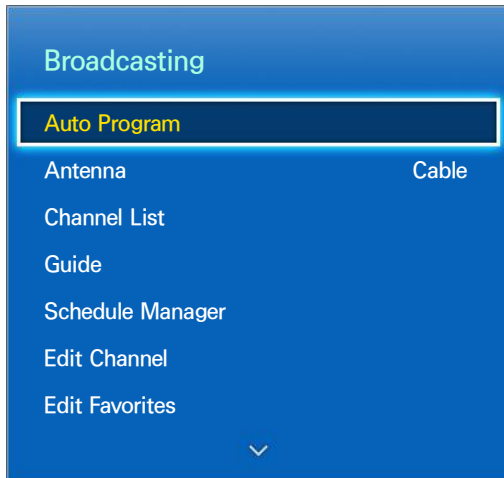 Broadcasting
Auto Program
Antenna Cable
Channel List
Guide
Schedule Manager
Edit Channel
Edit Favorites